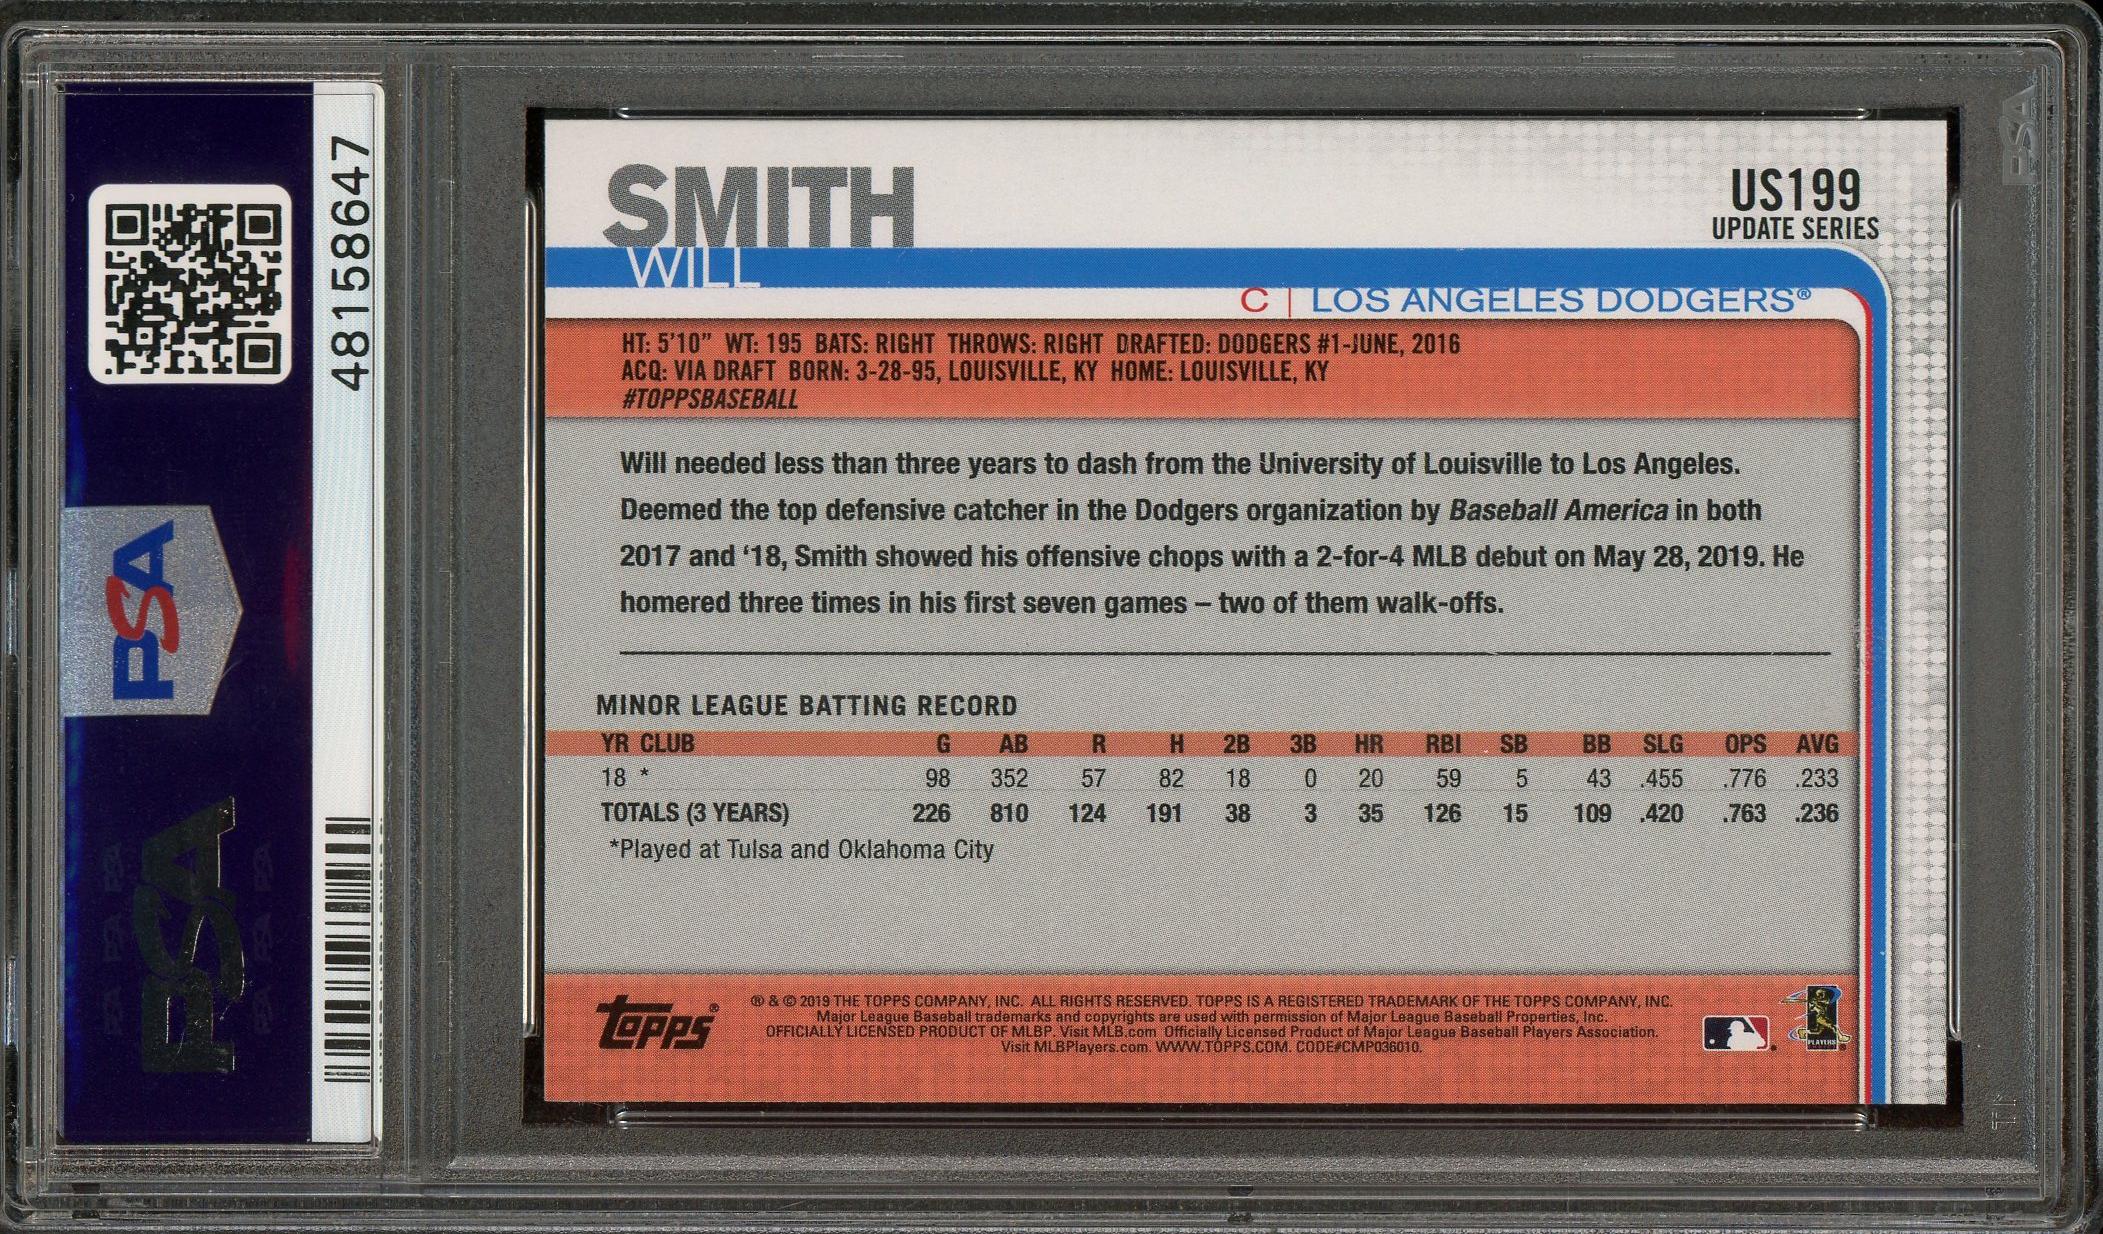 48158647
PSA
PSA
PSA
SMITH
WILL
US199
UPDATE SERIES
C | LOS ANGELES DODGERS®
HT: 5'10" WT: 195 BATS: RIGHT THROWS: RIGHT DRAFTED: DODGERS #1-JUNE, 2016
ACQ: VIA DRAFT BORN: 3-28-95, LOUISVILLE, KY HOME: LOUISVILLE, KY
#TOPPSBASEBALL
Will needed less than three years to dash from the University of Louisville to Los Angeles.
Deemed the top defensive catcher in the Dodgers organization by Baseball America in both
2017 and ‘18, Smith showed his offensive chops with a 2-for-4 MLB debut on May 28, 2019. He
homered three times in his first seven games – two of them walk-offs.
MINOR LEAGUE BATTING RECORD
YR CLUB G AB R H 2B 3B HR RBI SB BB SLG OPS AVG
18 * 98 352 57 82 18 0 20 59 5 43 .455 .776 .233
TOTALS (3 YEARS) 226 810 124 191 38 3 35 126 15 109 .420 .763 .236
*Played at Tulsa and Oklahoma City
topps®
® & © 2019 THE TOPPS COMPANY, INC. ALL RIGHTS RESERVED. TOPPS IS A REGISTERED TRADEMARK OF THE TOPPS COMPANY, INC.
Major League Baseball trademarks and copyrights are used with permission of Major League Baseball Properties, Inc.
OFFICIALLY LICENSED PRODUCT OF MLBP. Visit MLB.com Officially Licensed Product of Major League Baseball Players Association.
Visit MLBPlayers.com. WWW.TOPPS.COM. CODE#CMP036010.
PLAYERS